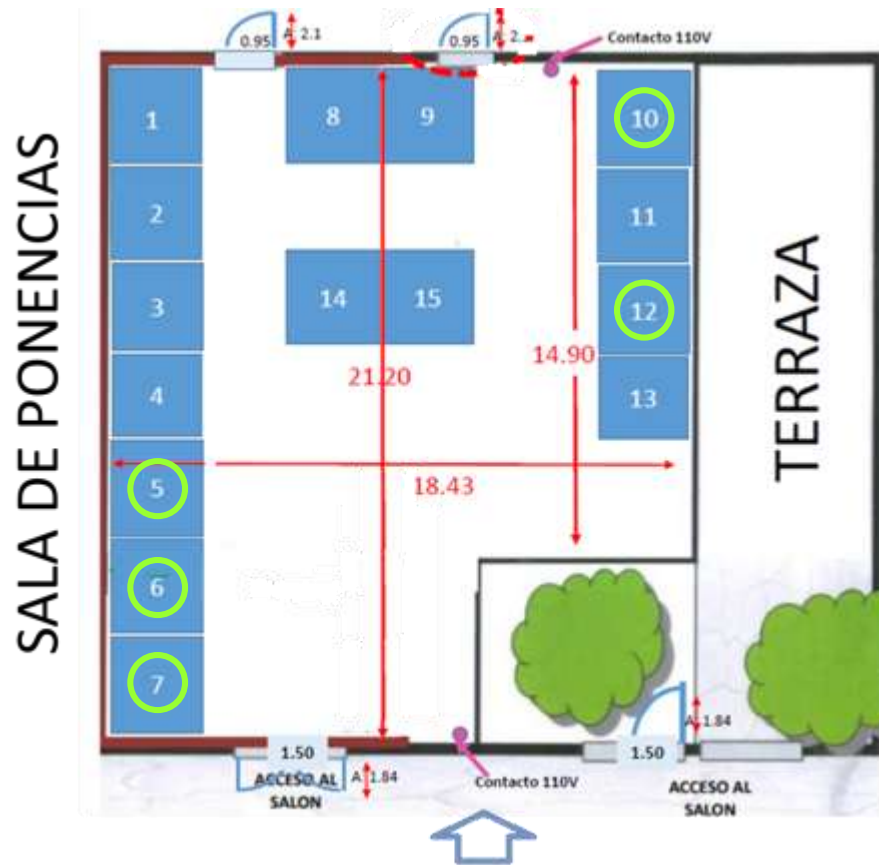 A: 2.1
0.95
A: 2.
0.95
Contacto 110V
SALA DE PONENCIAS
1
8
9
10
2
11
3
14
15
12
TERRAZA
21.20
14.90
4
13
5
18.43
6
7
A: 1.84
1.50
ACCESO AL
SALON
A: 1.84
Contacto 110V
1.50
ACCESO AL
SALON